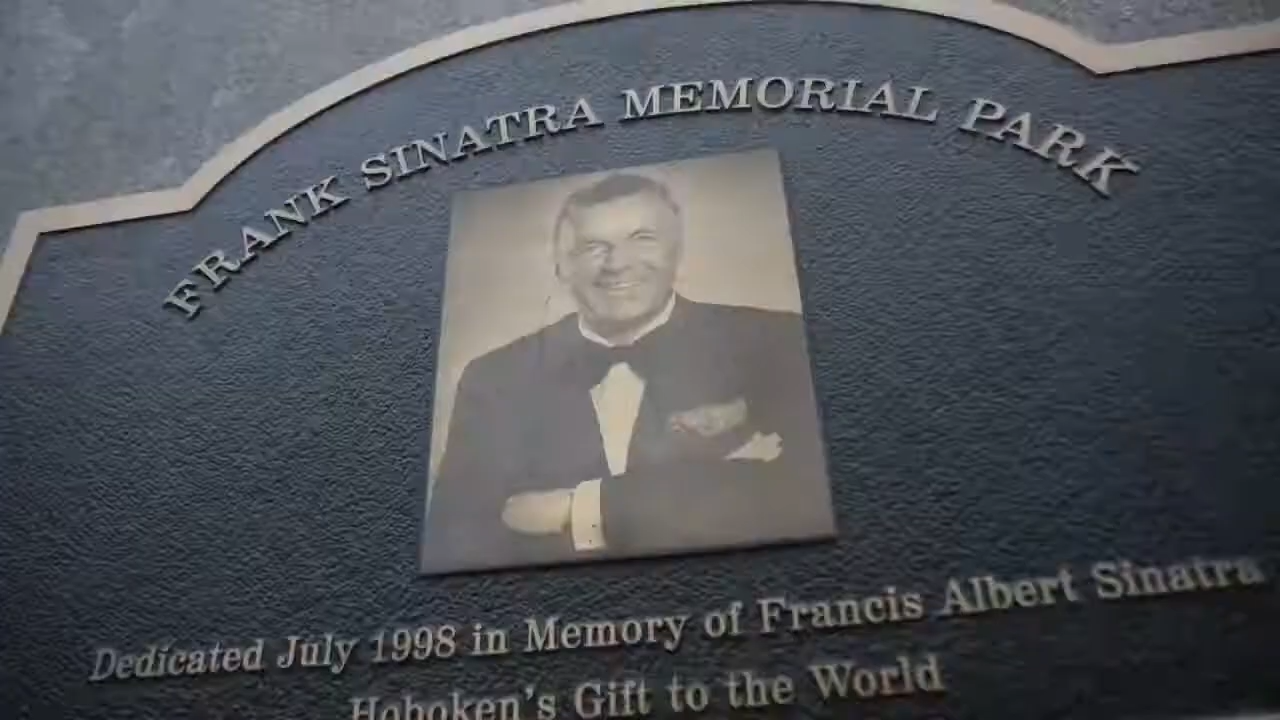 FRANK SINATRA MEMORIAL PARK
Dedicated July 1998 in Memory of Francis Albert Sinatra
Hoboken's Gift to the World